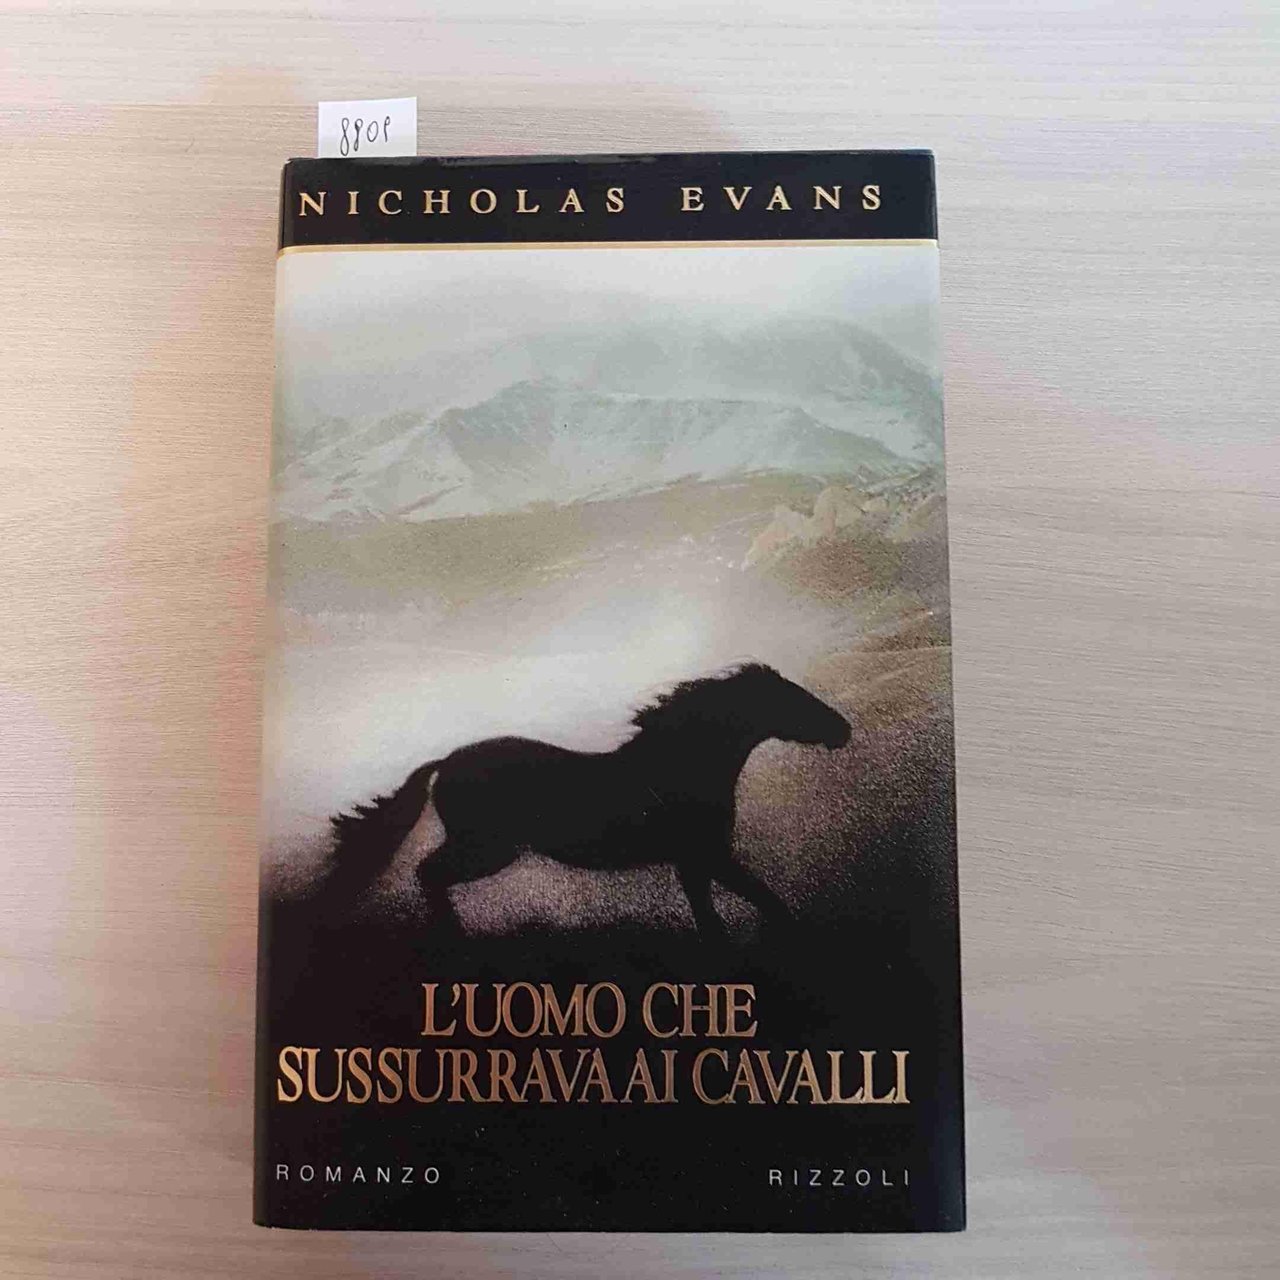 8809
NICHOLAS EVANS
L'UOMO CHE
SUSSURRAVA AI CAVALLI
ROMANZO
RIZZOLI